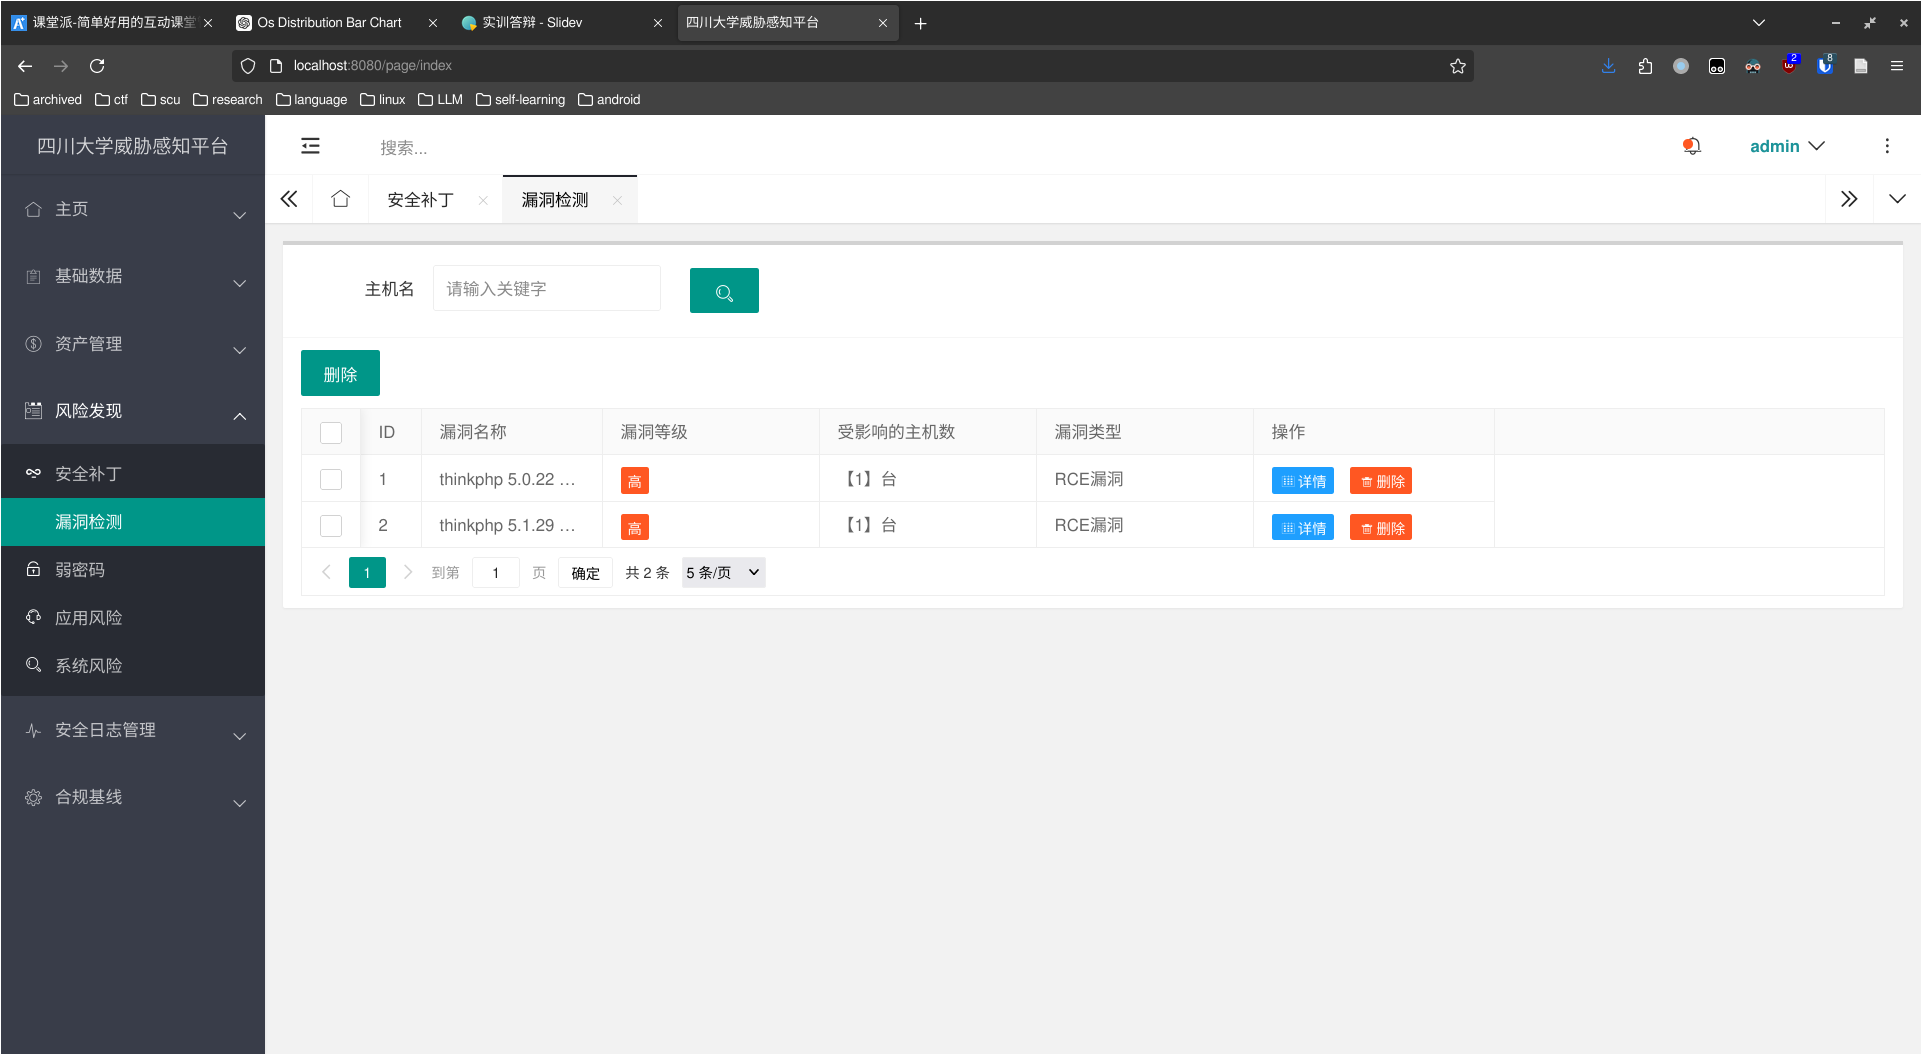 课堂派-简单好用的互动课堂
Os Distribution Bar Chart
实训答辩 - Slidev
四川大学威胁感知平台
localhost:8080/page/index
2
8
archived
ctf
scu
research
language
linux
LLM
self-learning
android
四川大学威胁感知平台
搜索...
admin
主页
基础数据
资产管理
风险发现
安全补丁
漏洞检测
弱密码
应用风险
系统风险
安全日志管理
合规基线
安全补丁
漏洞检测
主机名
请输入关键字
删除
ID 漏洞名称 漏洞等级 受影响的主机数 漏洞类型 操作
1 thinkphp 5.0.22 ... 高 【1】台 RCE漏洞 详情 删除
2 thinkphp 5.1.29 ... 高 【1】台 RCE漏洞 详情 删除
1 到第 1 页 确定 共 2 条 5 条/页